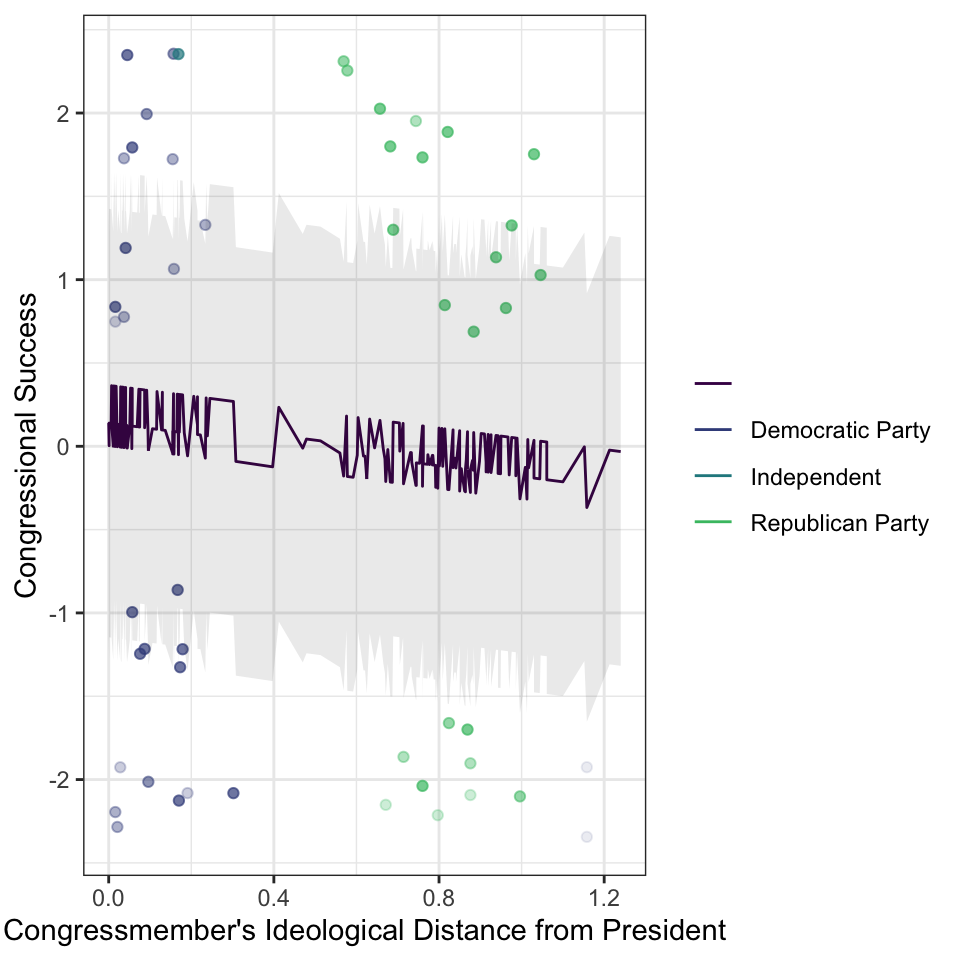 2
1
0
-1
-2
Congressional Success
0.0
0.4
0.8
1.2
Congressmember's Ideological Distance from President
Democratic Party
Independent
Republican Party